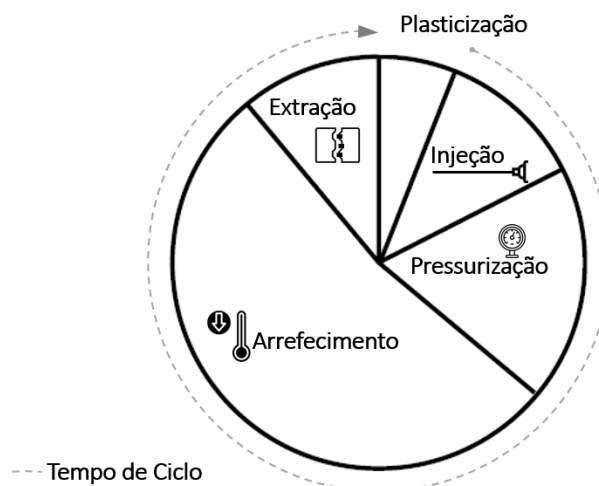 Plasticização
Extração
Injeção
Pressurização
Arrefecimento
Tempo de Ciclo